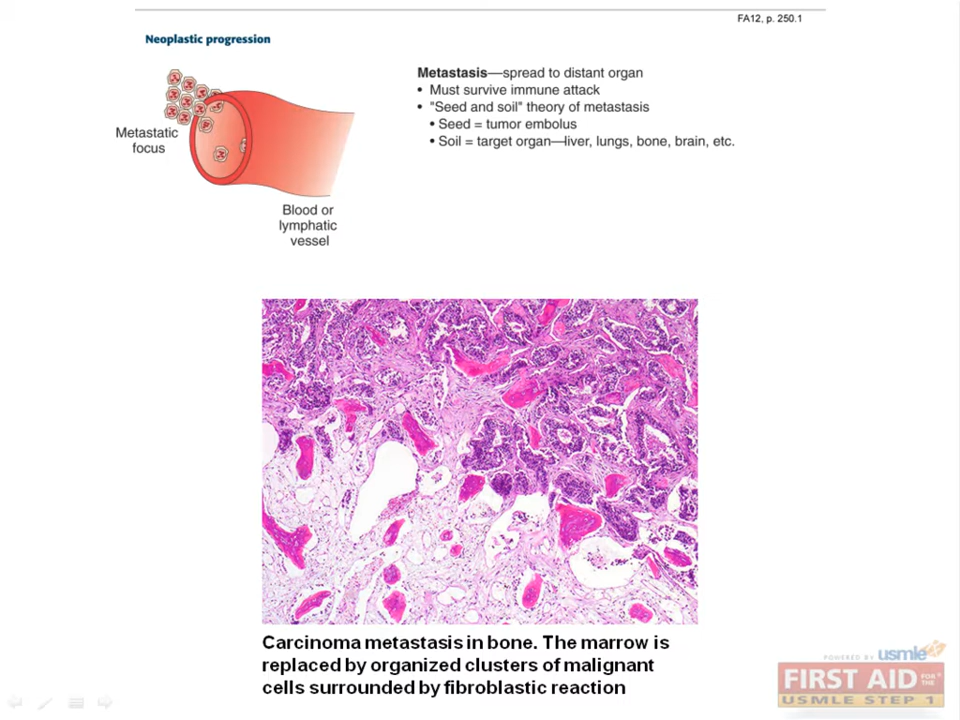 FA12, p. 250.1
Neoplastic progression
Metastasis—spread to distant organ
• Must survive immune attack
• "Seed and soil" theory of metastasis
• Seed = tumor embolus
• Soil = target organ—liver, lungs, bone, brain, etc.
Metastatic
focus
Blood or
lymphatic
vessel
Carcinoma metastasis in bone. The marrow is
replaced by organized clusters of malignant
cells surrounded by fibroblastic reaction
POWERED BY usmle
FIRST AID FOR THE
USMLE STEP 1